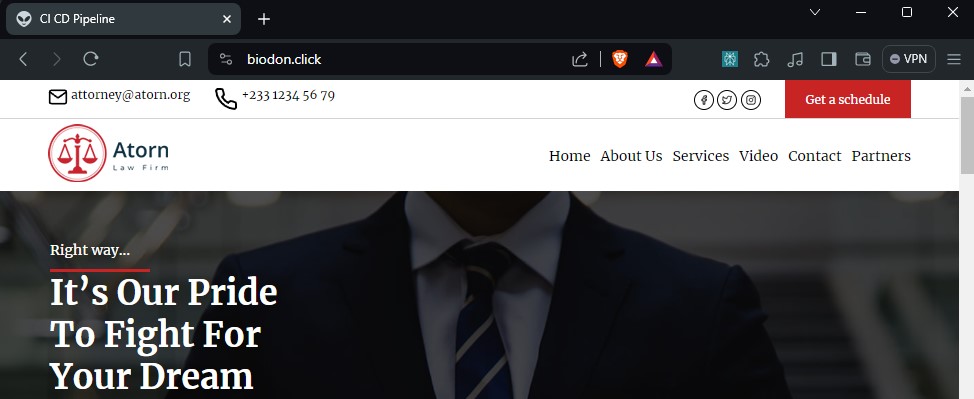 CI CD Pipeline
biodon.click
VPN
attorney@atorn.org
+233 1234 56 79
Get a schedule
Atorn
Law Firm
Home About Us Services Video Contact Partners
Right way...
It’s Our Pride
To Fight For
Your Dream